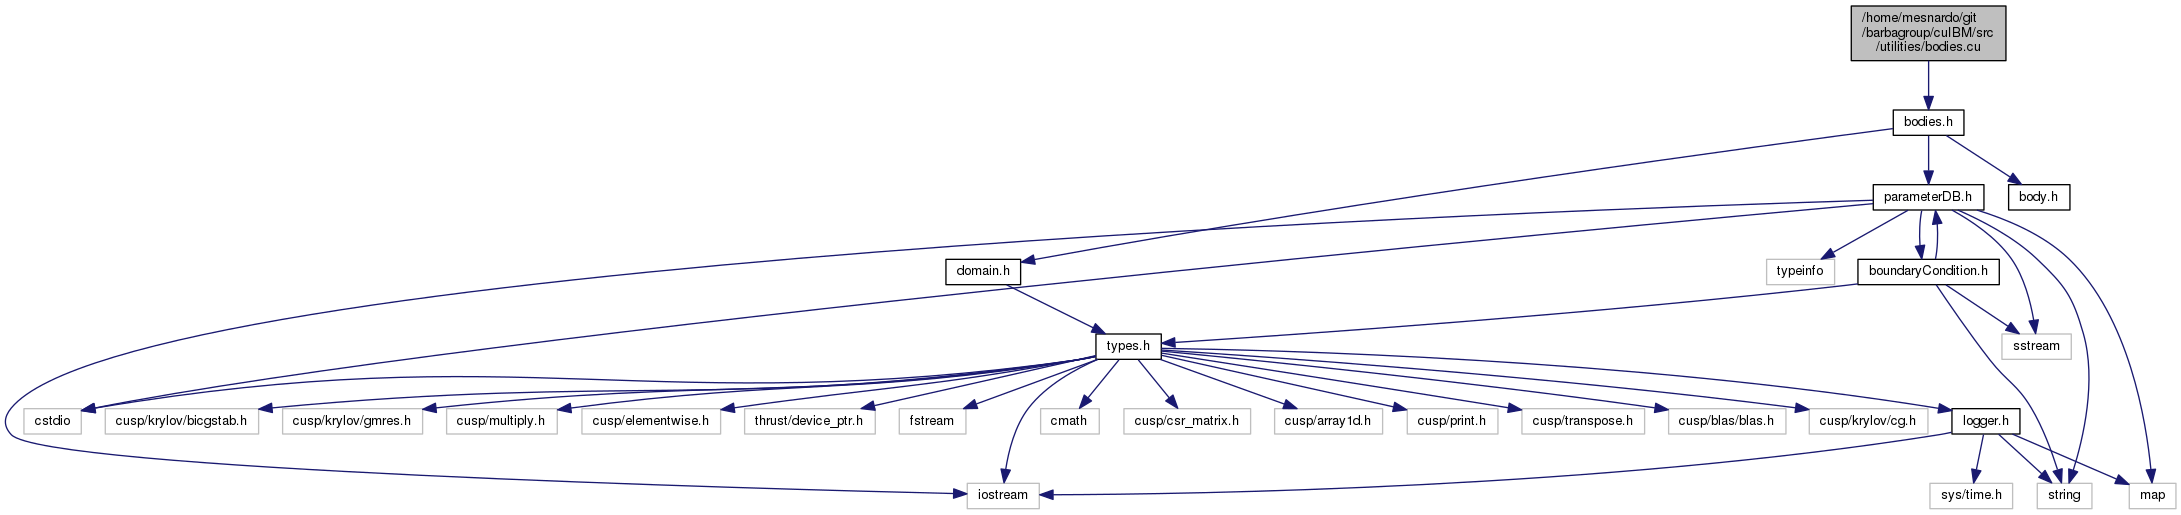 /home/mesnardo/git
/barbagroup/cuIBM/src
/utilities/bodies.cu
bodies.h
parameterDB.h
body.h
domain.h
typeinfo
boundaryCondition.h
types.h
sstream
cstdio
cusp/krylov/bicgstab.h
cusp/krylov/gmres.h
cusp/multiply.h
cusp/elementwise.h
thrust/device_ptr.h
fstream
cmath
cusp/csr_matrix.h
cusp/array1d.h
cusp/print.h
cusp/transpose.h
cusp/blas/blas.h
cusp/krylov/cg.h
logger.h
iostream
sys/time.h
string
map